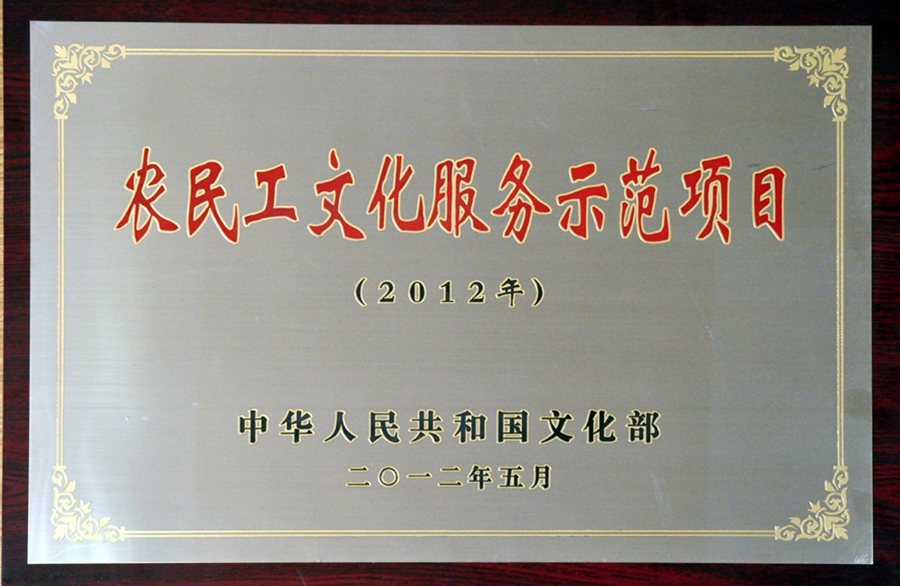 农民工文化服务示范项目
(2012年)
中华人民共和国文化部
二〇一二年五月